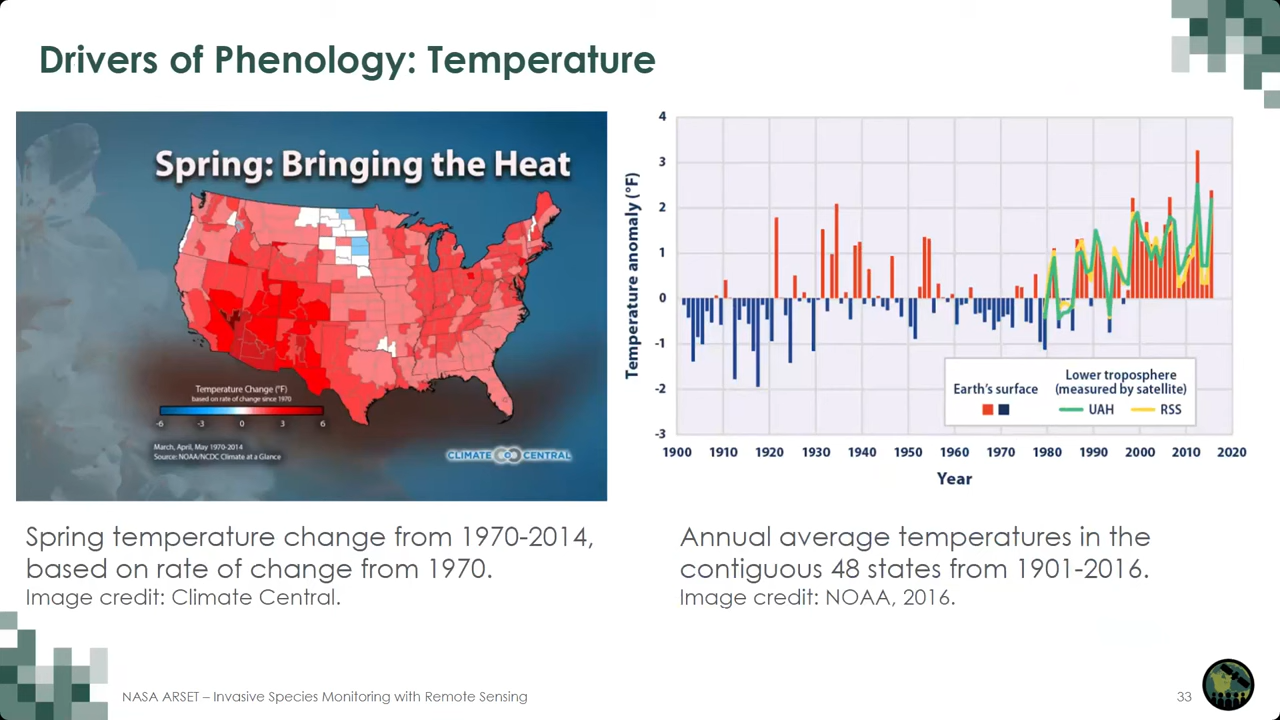 Drivers of Phenology: Temperature
Spring: Bringing the Heat
Temperature Change (°F)
based on rate of change since 1970
-6 -3 0 3 6
March, April, May 1970-2014
Source: NOAA/NCDC Climate at a Glance
CLIMATE CENTRAL
Spring temperature change from 1970-2014,
based on rate of change from 1970.
Image credit: Climate Central.
Temperature anomaly (°F)
4
3
2
1
0
-1
-2
-3
Earth's surface
Lower troposphere
(measured by satellite)
UAH RSS
1900 1910 1920 1930 1940 1950 1960 1970 1980 1990 2000 2010 2020
Year
Annual average temperatures in the
contiguous 48 states from 1901-2016.
Image credit: NOAA, 2016.
NASA ARSET – Invasive Species Monitoring with Remote Sensing
33